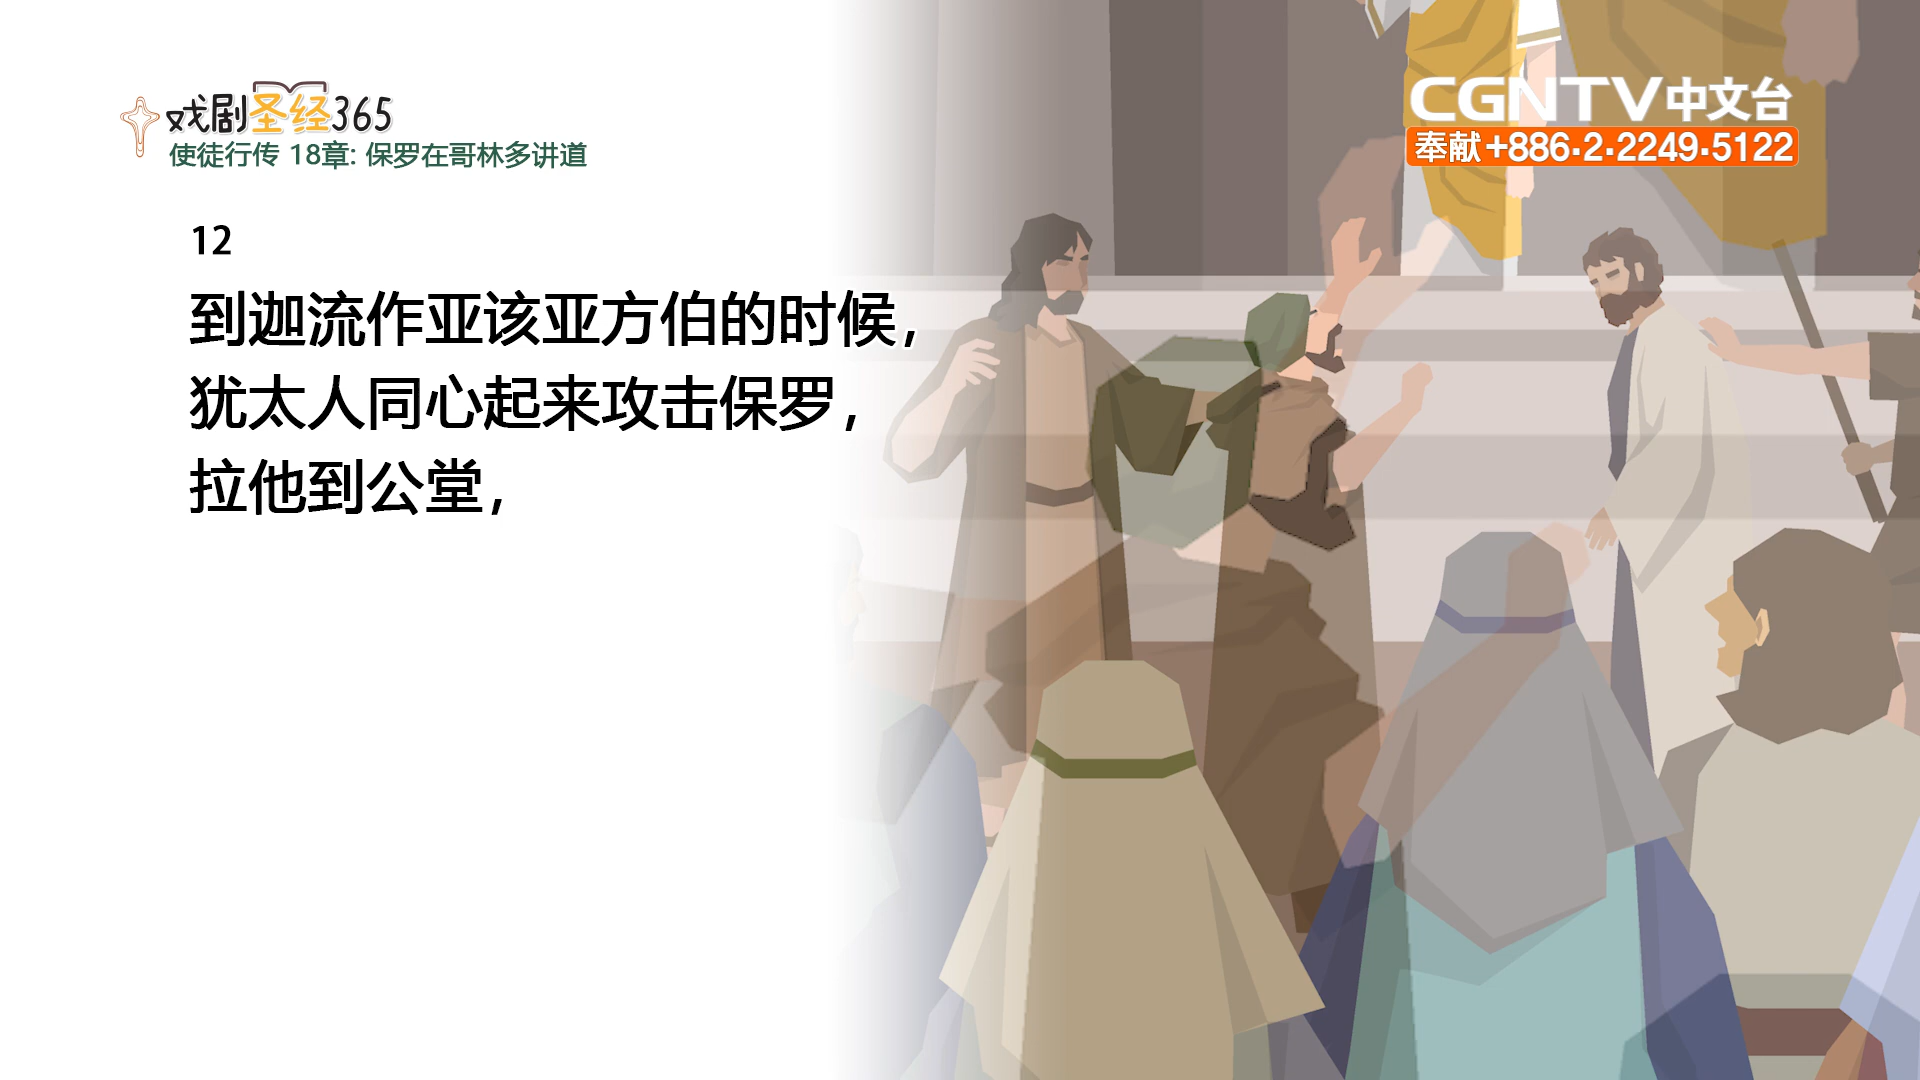 戏剧圣经365
使徒行传 18章: 保罗在哥林多讲道
CGNTV中文台
奉献+886·2·2249·5122
12
到迦流作亚该亚方伯的时候，
犹太人同心起来攻击保罗，
拉他到公堂，